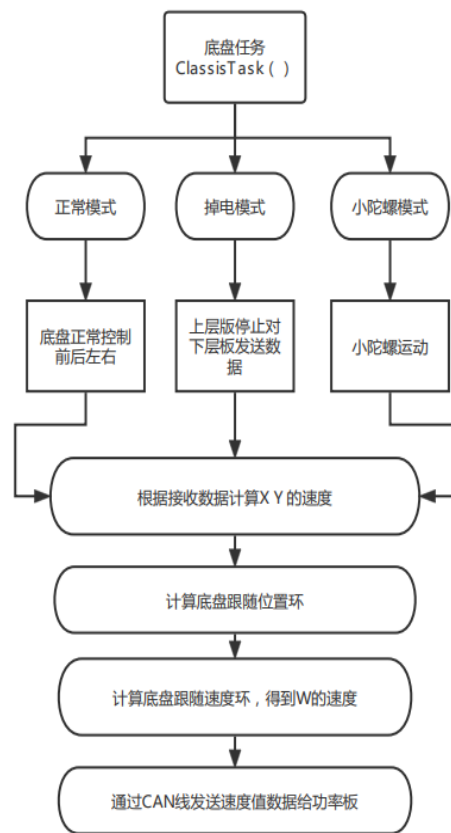 底盘任务
ClassisTask（ ）
正常模式
掉电模式
小陀螺模式
底盘正常控制
前后左右
上层版停止对
下层板发送数
据
小陀螺运动
根据接收数据计算X Y 的速度
计算底盘跟随位置环
计算底盘跟随速度环，得到W的速度
通过CAN线发送速度值数据给功率板